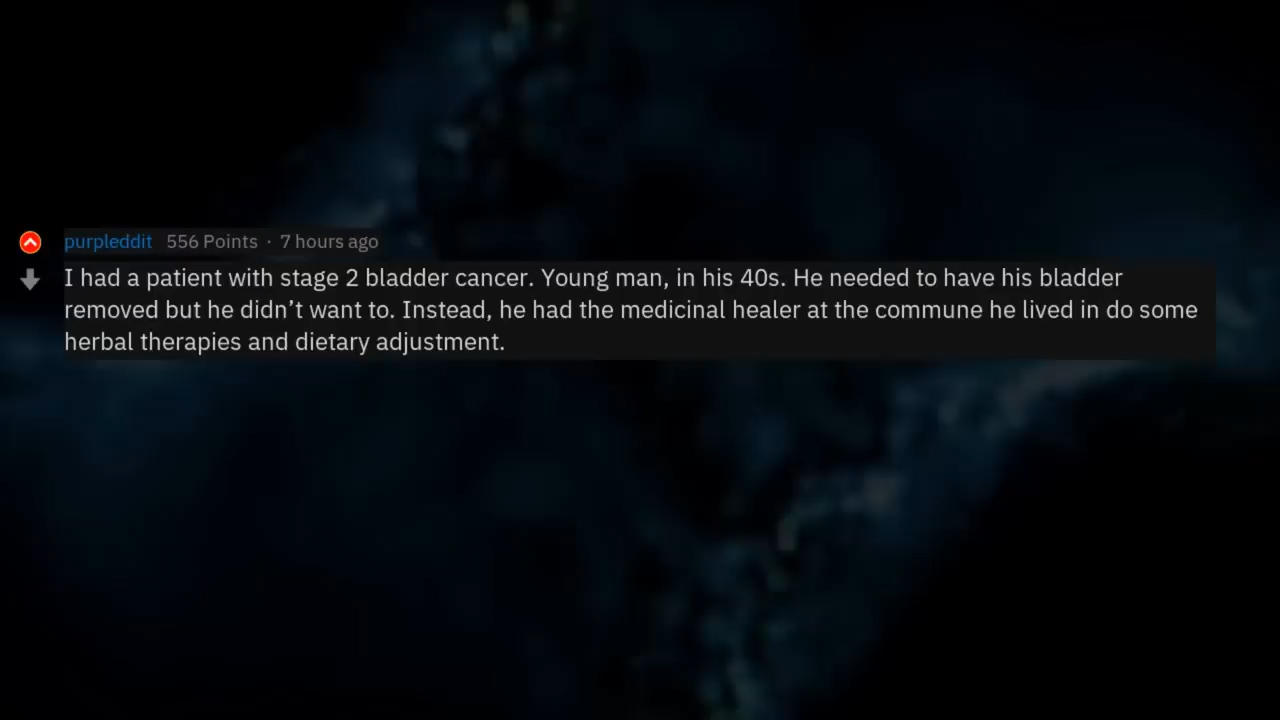 purpleddit 556 Points · 7 hours ago
I had a patient with stage 2 bladder cancer. Young man, in his 40s. He needed to have his bladder
removed but he didn’t want to. Instead, he had the medicinal healer at the commune he lived in do some
herbal therapies and dietary adjustment.